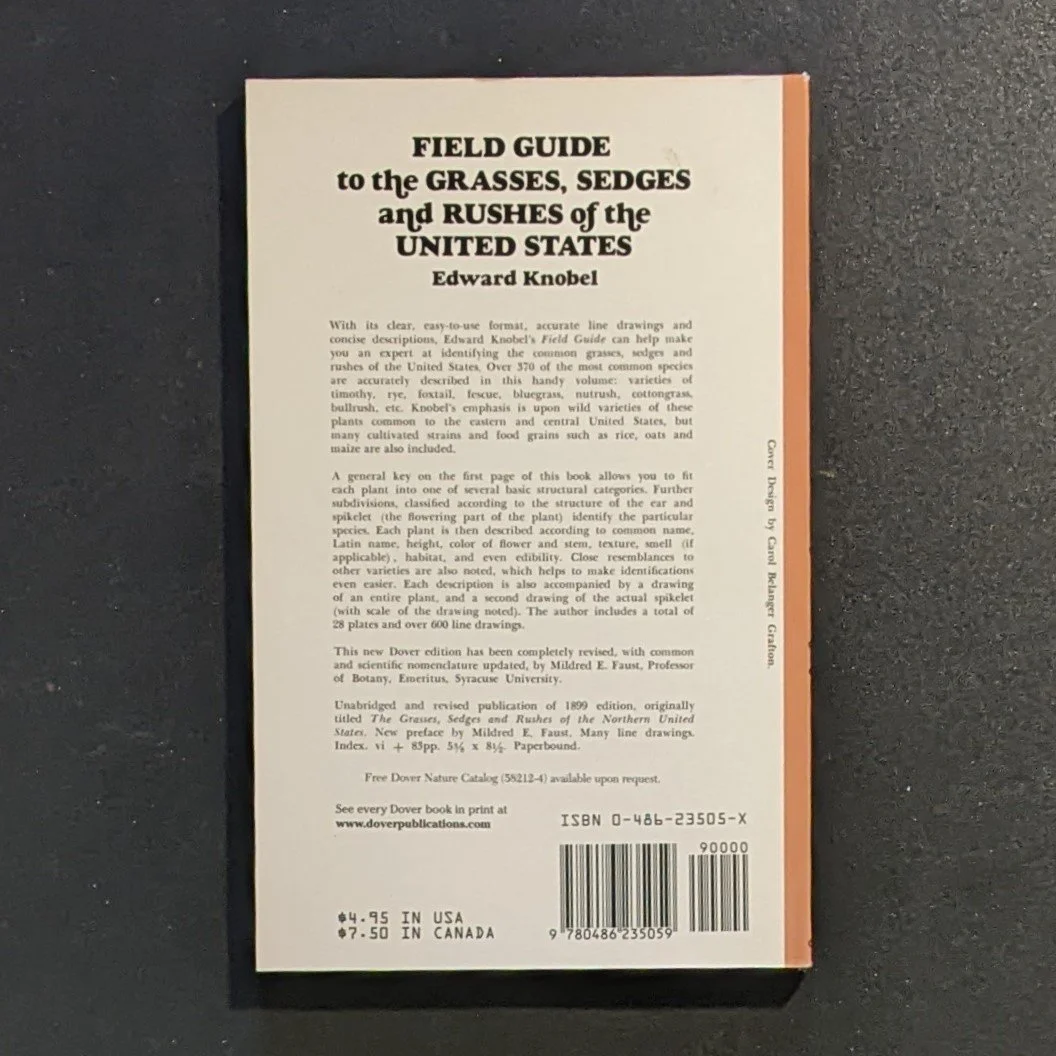 FIELD GUIDE
to the GRASSES, SEDGES
and RUSHES of the
UNITED STATES
Edward Knobel
With its clear, easy-to-use format, accurate line drawings and
concise descriptions, Edward Knobel's Field Guide can help make
you an expert at identifying the common grasses, sedges and
rushes of the United States. Over 370 of the most common species
are accurately described in this handy volume: varieties of
timothy, rye, foxtail, fescue, bluegrass, nutrush, cottongrass,
bullrush, etc. Knobel's emphasis is upon wild varieties of these
plants common to the eastern and central United States, but
many cultivated strains and food grains such as rice, oats and
maize are also included.
A general key on the first page of this book allows you to fit
each plant into one of several basic structural categories. Further
subdivisions, classified according to the structure of the ear and
spikelet (the flowering part of the plant) identify the particular
species. Each plant is then described according to common name,
Latin name, height, color of flower and stem, texture, smell (if
applicable), habitat, and even edibility. Close resemblances to
other varieties are also noted, which helps to make identifications
even easier. Each description is also accompanied by a drawing
of an entire plant, and a second drawing of the actual spikelet
(with scale of the drawing noted). The author includes a total of
28 plates and over 600 line drawings.
This new Dover edition has been completely revised, with common
and scientific nomenclature updated, by Mildred E. Faust, Professor
of Botany, Emeritus, Syracuse University.
Unabridged and revised publication of 1899 edition, originally
titled The Grasses, Sedges and Rushes of the Northern United
States. New preface by Mildred E. Faust. Many line drawings.
Index. vi + 83pp. 5⅜ x 8½. Paperbound.
Free Dover Nature Catalog (58212-4) available upon request.
See every Dover book in print at
www.doverpublications.com
ISBN 0-486-23505-X
90000
9 780486 235059
$4.95 IN USA
$7.50 IN CANADA
Cover Design by Carol Belanger Grafton.